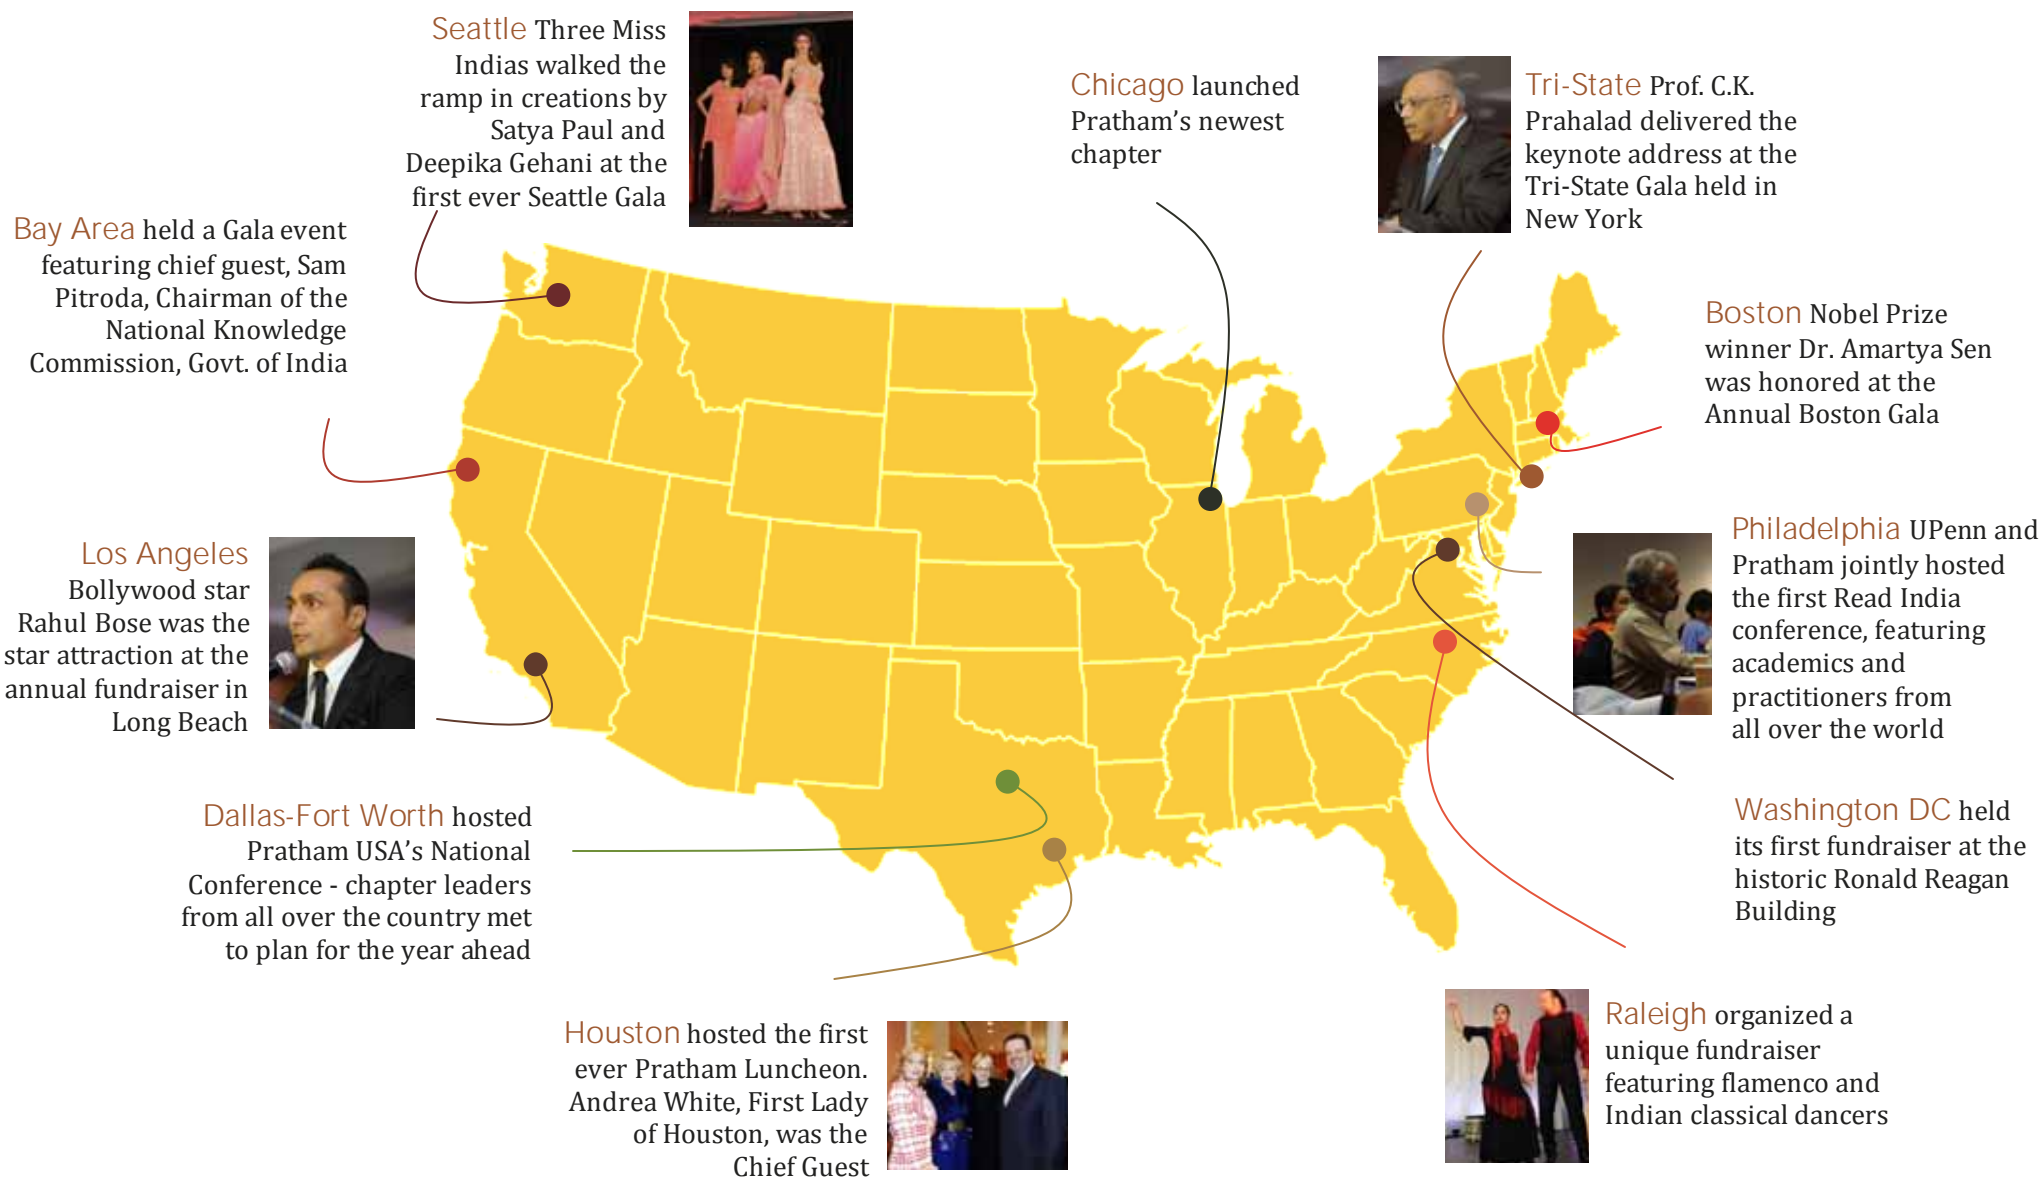 Seattle Three Miss
Indias walked the
ramp in creations by
Satya Paul and
Deepika Gehani at the
first ever Seattle Gala
Chicago launched
Pratham’s newest
chapter
Tri-State Prof. C.K.
Prahalad delivered the
keynote address at the
Tri-State Gala held in
New York
Bay Area held a Gala event
featuring chief guest, Sam
Pitroda, Chairman of the
National Knowledge
Commission, Govt. of India
Boston Nobel Prize
winner Dr. Amartya Sen
was honored at the
Annual Boston Gala
Los Angeles
Bollywood star
Rahul Bose was the
star attraction at the
annual fundraiser in
Long Beach
Philadelphia UPenn and
Pratham jointly hosted
the first Read India
conference, featuring
academics and
practitioners from
all over the world
Dallas-Fort Worth hosted
Pratham USA’s National
Conference - chapter leaders
from all over the country met
to plan for the year ahead
Washington DC held
its first fundraiser at the
historic Ronald Reagan
Building
Houston hosted the first
ever Pratham Luncheon.
Andrea White, First Lady
of Houston, was the
Chief Guest
Raleigh organized a
unique fundraiser
featuring flamenco and
Indian classical dancers